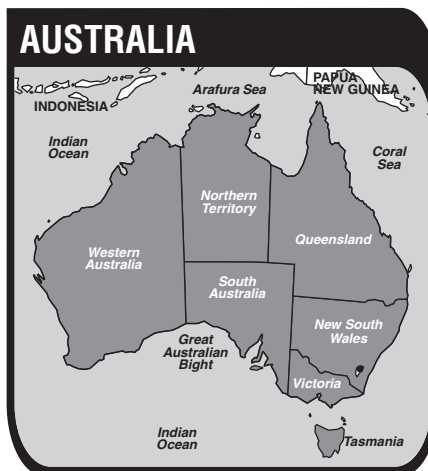 AUSTRALIA
PAPUA
NEW GUINEA
Arafura Sea
INDONESIA
Indian
Ocean
Coral
Sea
Northern
Territory
Queensland
Western
Australia
South
Australia
New South
Wales
Great
Australian
Bight
Victoria
Indian
Ocean
Tasmania